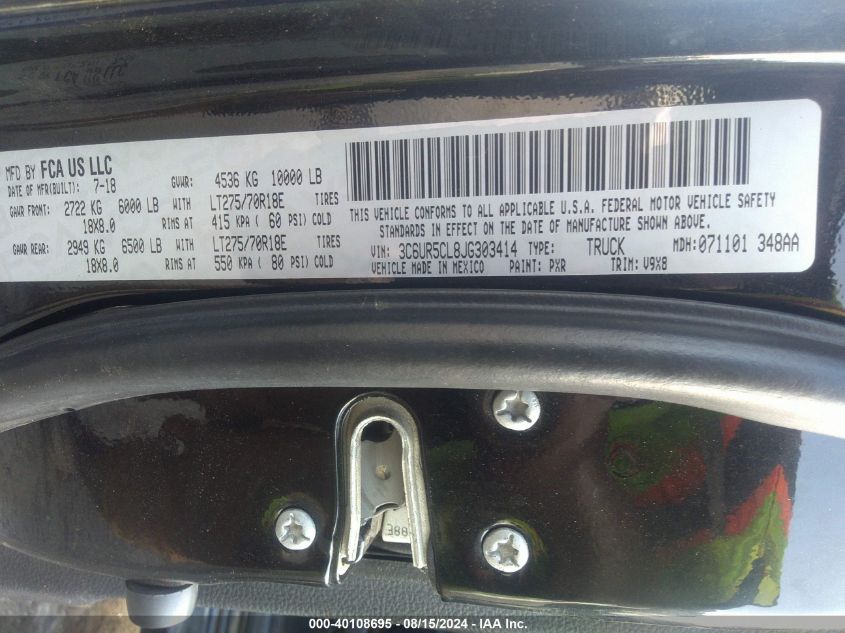 MFD BY FCA US LLC
DATE OF MFR(BUILT): 7-18 GVWR: 4536 KG 10000 LB
GAWR FRONT: 2722 KG 6000 LB WITH LT275/70R18E TIRES
18X8.0 RIMS AT 415 KPA( 60 PSI) COLD
GAWR REAR: 2949 KG 6500 LB WITH LT275/70R18E TIRES
18X8.0 RIMS AT 550 KPA( 80 PSI) COLD
THIS VEHICLE CONFORMS TO ALL APPLICABLE U.S.A. FEDERAL MOTOR VEHICLE SAFETY
STANDARDS IN EFFECT ON THE DATE OF MANUFACTURE SHOWN ABOVE.
VIN: 3C6UR5CL8JG303414 TYPE: TRUCK MDH:071101 348AA
VEHICLE MADE IN MEXICO PAINT: PXR TRIM: V9X8
000-40108695 - 08/15/2024 - IAA Inc.